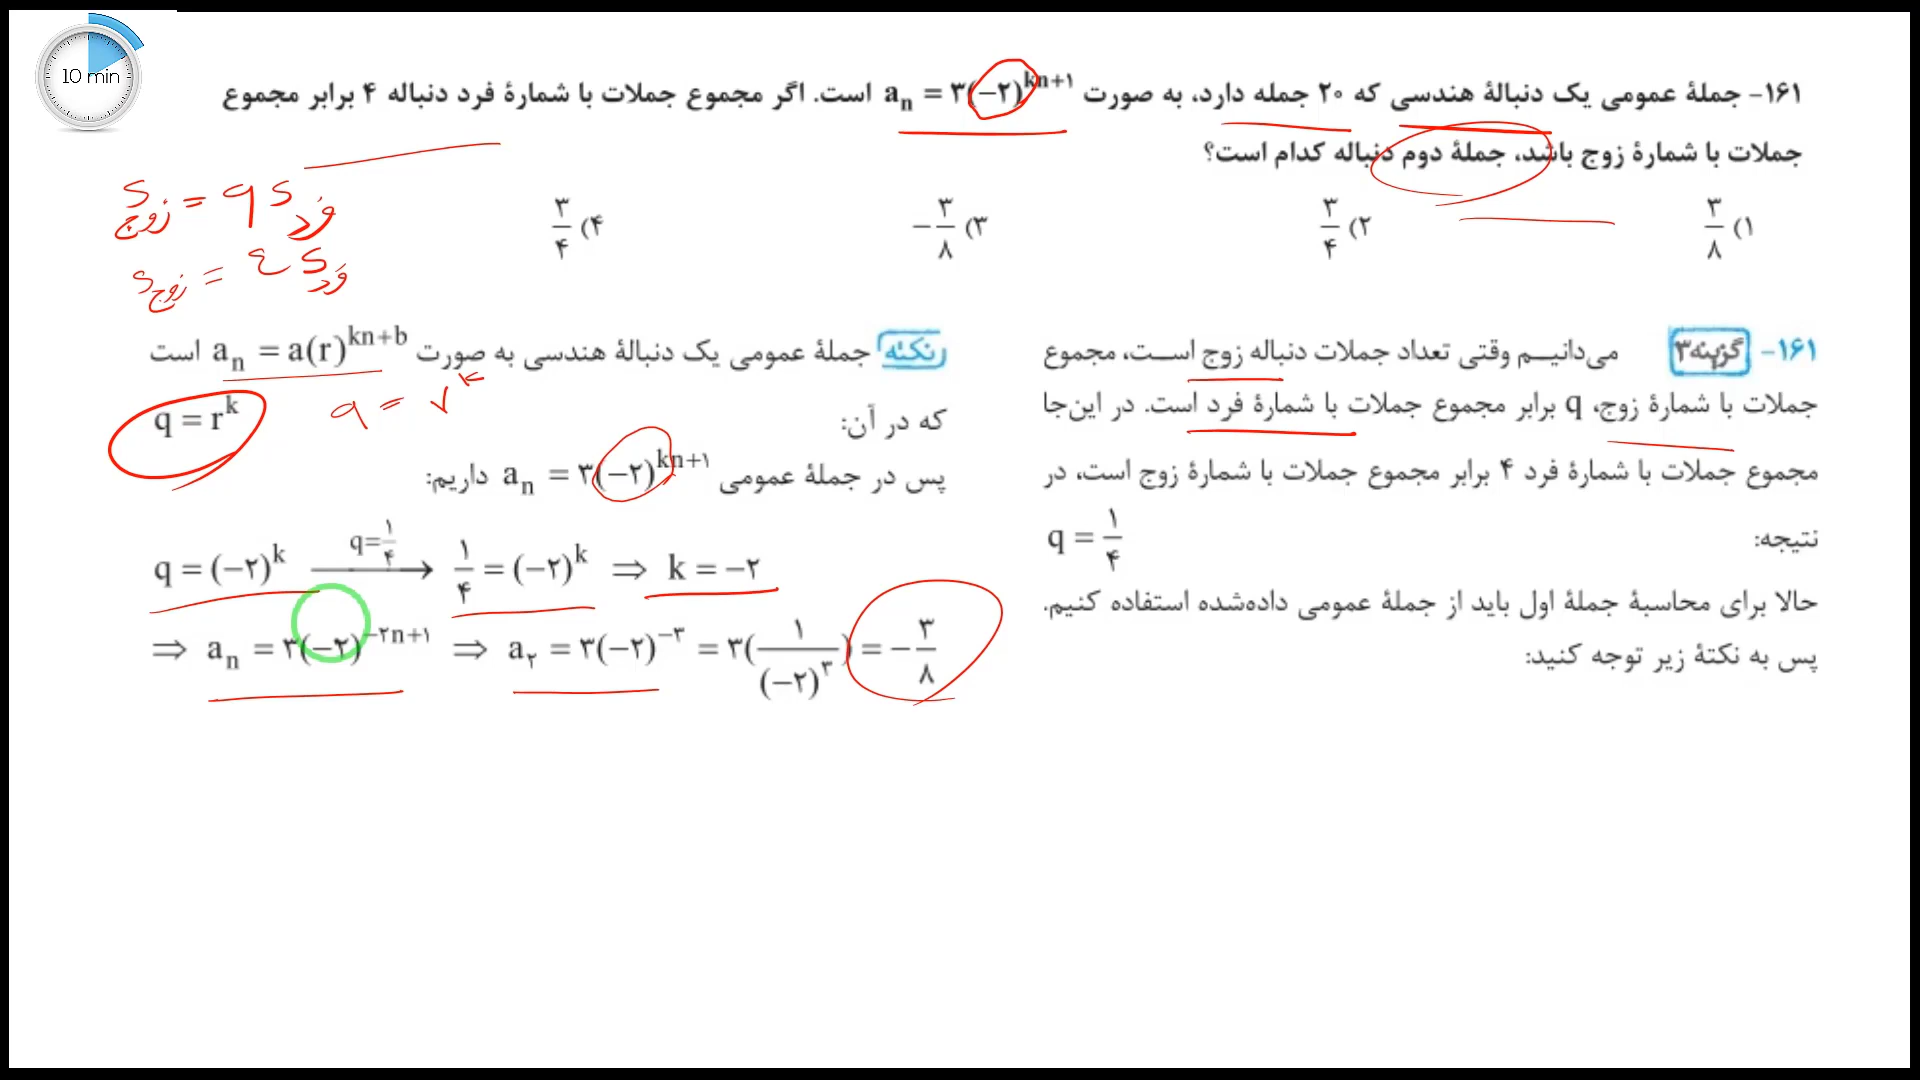 10 min
۱۶۱- جملهٔ عمومی یک دنبالهٔ هندسی که ۲۰ جمله دارد، به صورت aₙ = ۳(−۲)^(kn+۱) است. اگر مجموع جملات با شمارهٔ فرد دنباله ۴ برابر مجموع
جملات با شمارهٔ زوج باشد، جملهٔ دوم دنباله کدام است؟
۱) ۳/۸ ۲) ۳/۴ ۳) −۳/۸ ۴) ۳/۴
S زوج = q S فرد
S زوج = ٤ S فرد
۱۶۱- گزینه ۳ می‌دانیم وقتی تعداد جملات دنباله زوج است، مجموع
جملات با شمارهٔ زوج، q برابر مجموع جملات با شمارهٔ فرد است. در این‌جا
مجموع جملات با شمارهٔ فرد ۴ برابر مجموع جملات با شمارهٔ زوج است، در
نتیجه: q = ۱/۴
حالا برای محاسبهٔ جملهٔ اول باید از جملهٔ عمومی داده‌شده استفاده کنیم.
پس به نکتهٔ زیر توجه کنید:
نکته جملهٔ عمومی یک دنبالهٔ هندسی به صورت aₙ = a(r)^(kn+b) است
که در آن: q = r^k
q = r^k
پس در جملهٔ عمومی aₙ = ۳(−۲)^(kn+۱) داریم:
q = (−۲)^k —q=۱/۴→ ۱/۴ = (−۲)^k ⇒ k = −۲
⇒ aₙ = ۳(−۲)^(−۲n+۱) ⇒ a₂ = ۳(−۲)^(−۳) = ۳(۱/(−۲)^۳) = −۳/۸